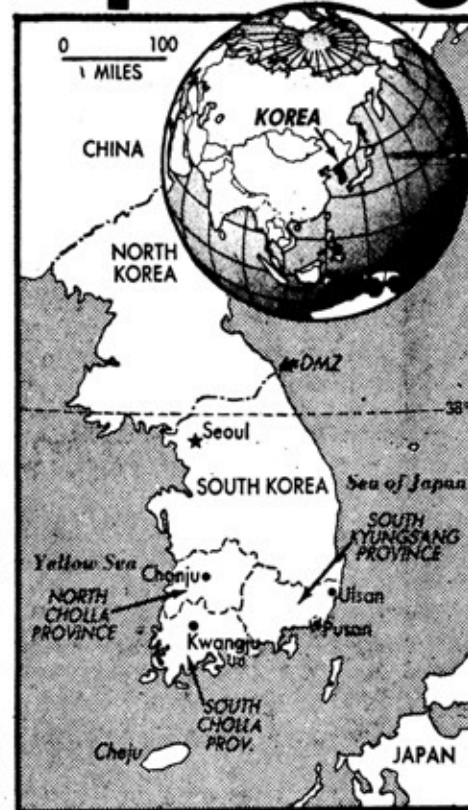 0 100
MILES
KOREA
CHINA
NORTH
KOREA
DMZ
38
Seoul
SOUTH KOREA
Sea of Japan
SOUTH
KYUNGSANG
PROVINCE
Yellow Sea
Chonju
Ulsan
NORTH
CHOLLA
PROVINCE
Kwangju
Pusan
SOUTH
CHOLLA
PROV.
Cheju
JAPAN